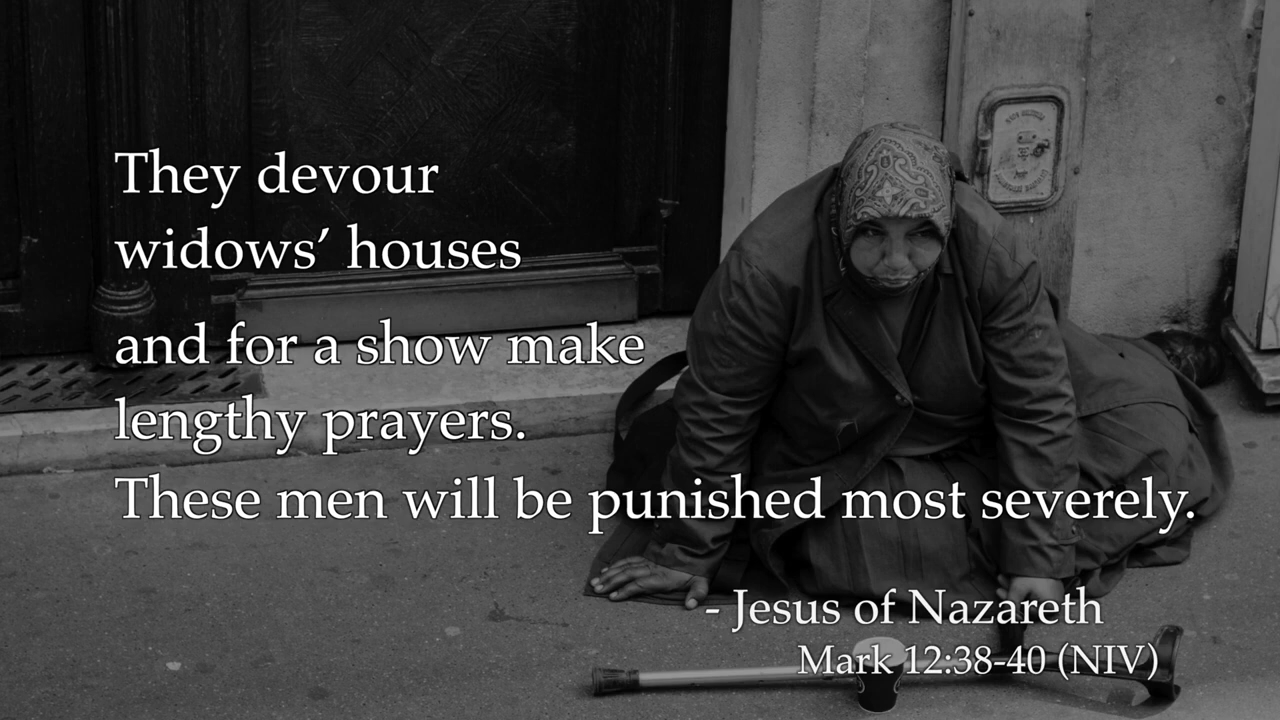 They devour
widows’ houses
and for a show make
lengthy prayers.
These men will be punished most severely.
- Jesus of Nazareth
Mark 12:38-40 (NIV)